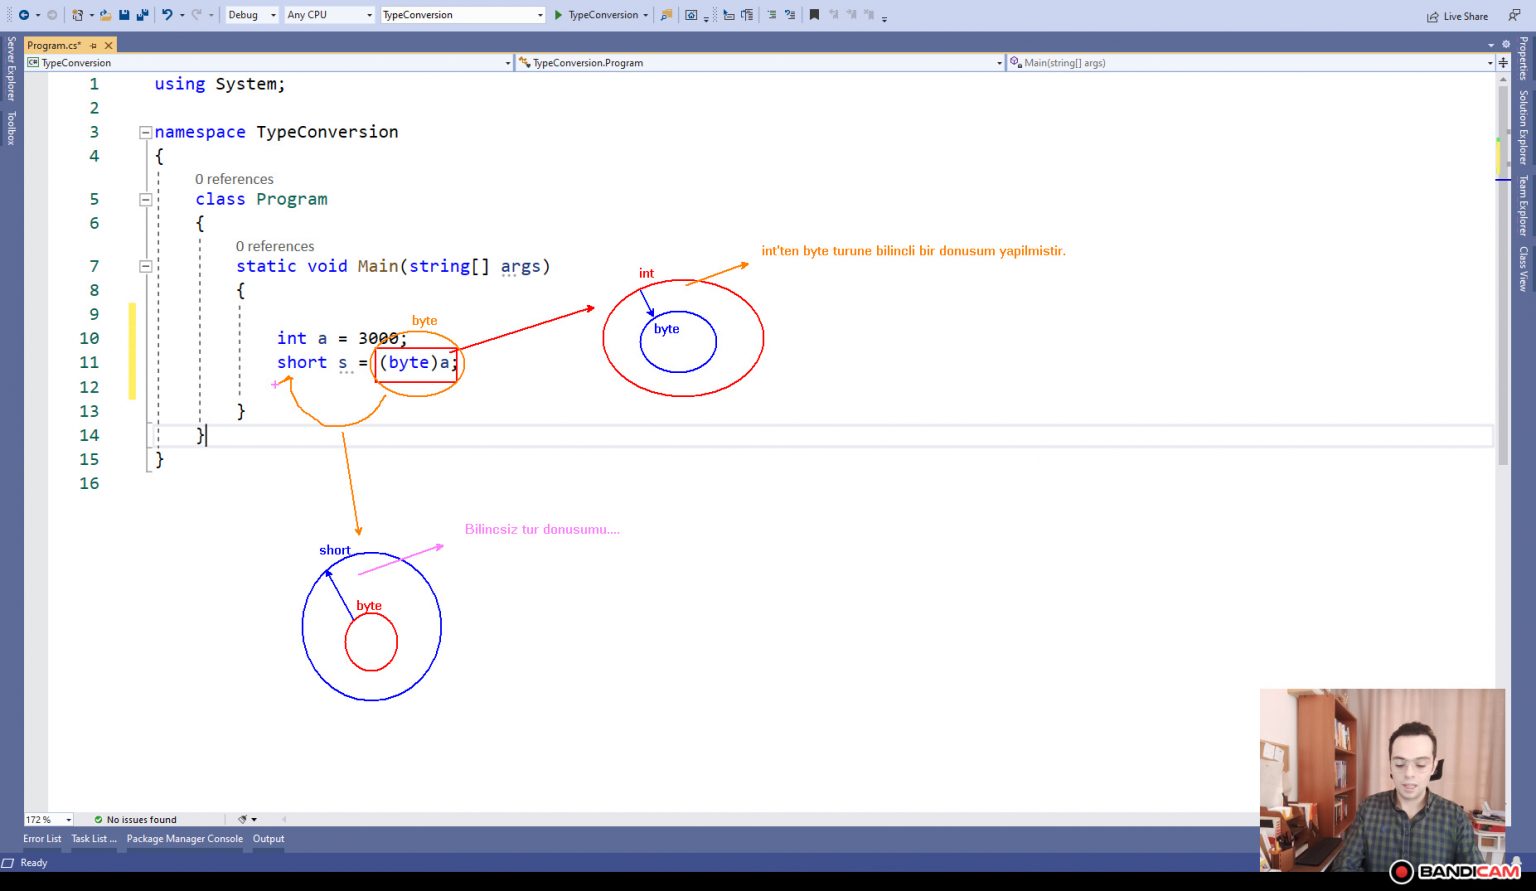 Debug
Any CPU
TypeConversion
TypeConversion
Live Share
Program.cs*
TypeConversion
TypeConversion.Program
Main(string[] args)
Server Explorer
Toolbox
Properties
Solution Explorer
Team Explorer
Class View
1 using System;
2
3 namespace TypeConversion
4 {
0 references
5 class Program
6 {
0 references
7 static void Main(string[] args)
8 {
9
10 int a = 3000;
11 short s = (byte)a;
12
13 }
14 }
15 }
16
byte
int'ten byte turune bilincli bir donusum yapilmistir.
int
byte
Bilincsiz tur donusumu....
short
byte
172 %
No issues found
Error List
Task List ...
Package Manager Console
Output
Ready
BANDICAM